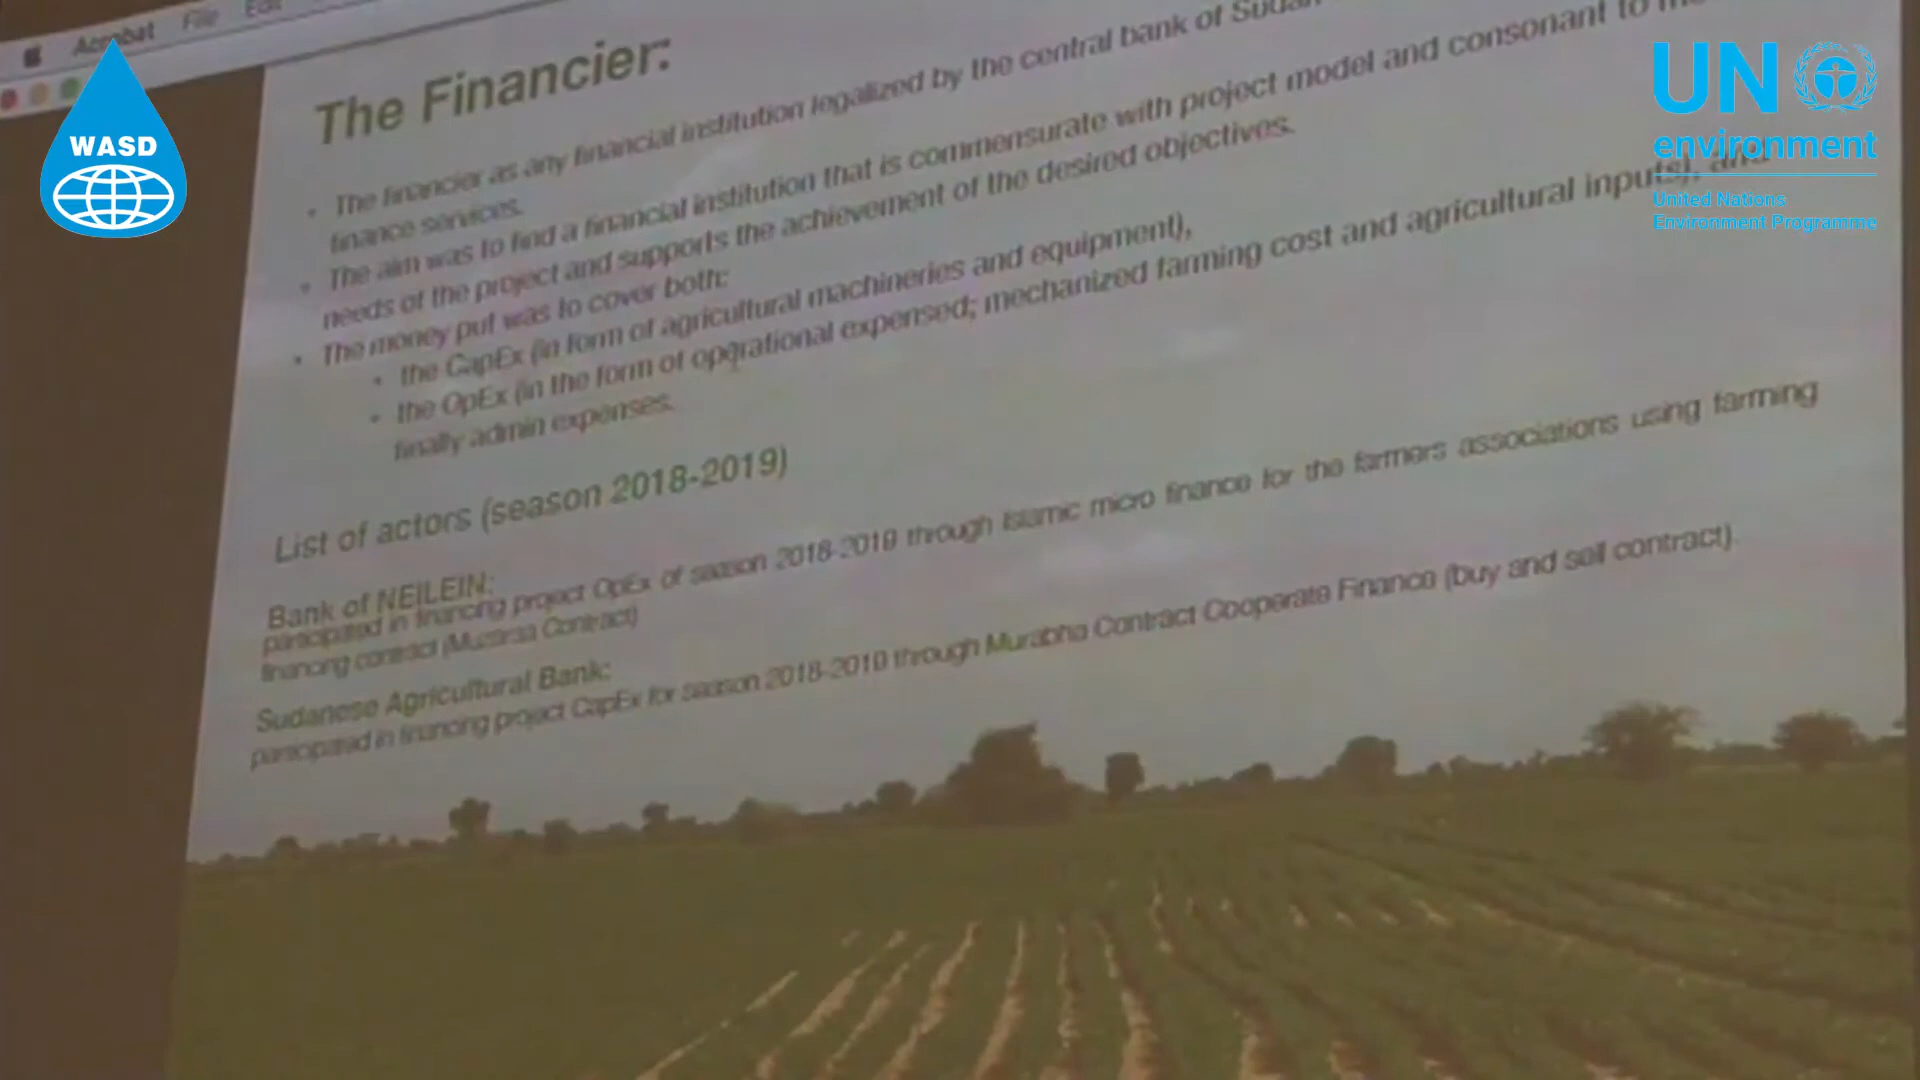 Acrobat File Edit
WASD
UN
environment
United Nations
Environment Programme
The Financier:
• The financier as any financial institution legalized by the central bank of Sudan
finance services.
• The aim was to find a financial institution that is commensurate with project model and consonant to
needs of the project and supports the achievement of the desired objectives.
• The money put was to cover both:
• the CapEx (in form of agricultural machineries and equipment),
• the OpEx (in the form of operational expensed; mechanized farming cost and agricultural inputs), and
finally admin expenses.
List of actors (season 2018-2019)
Bank of NEILEIN:
participated in financing project OpEx of season 2018-2019 through Islamic micro finance for the farmers associations using farming
financing contract (Muzaraa Contract)
Sudanese Agricultural Bank:
participated in financing project CapEx for season 2018-2019 through Murabha Contract Cooperate Finance (buy and sell contract).